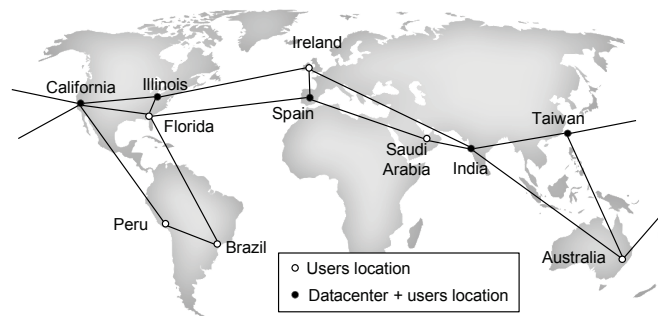 Ireland
California
Illinois
Taiwan
Florida
Spain
Saudi
Arabia
India
Peru
Brazil
Australia
Users location
Datacenter + users location